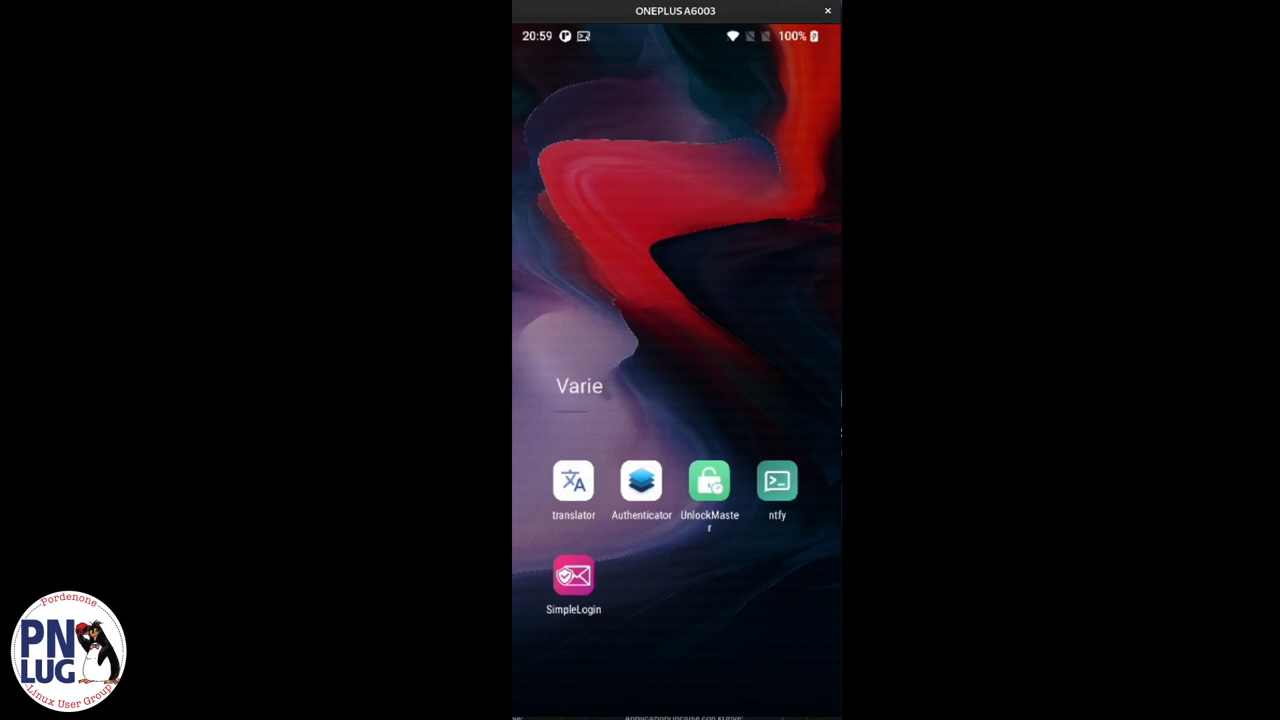 ONEPLUS A6003
20:59
100%
Varie
translator
Authenticator
UnlockMaste
r
ntfy
SimpleLogin
Pordenone
PN
LUG
Linux User Group